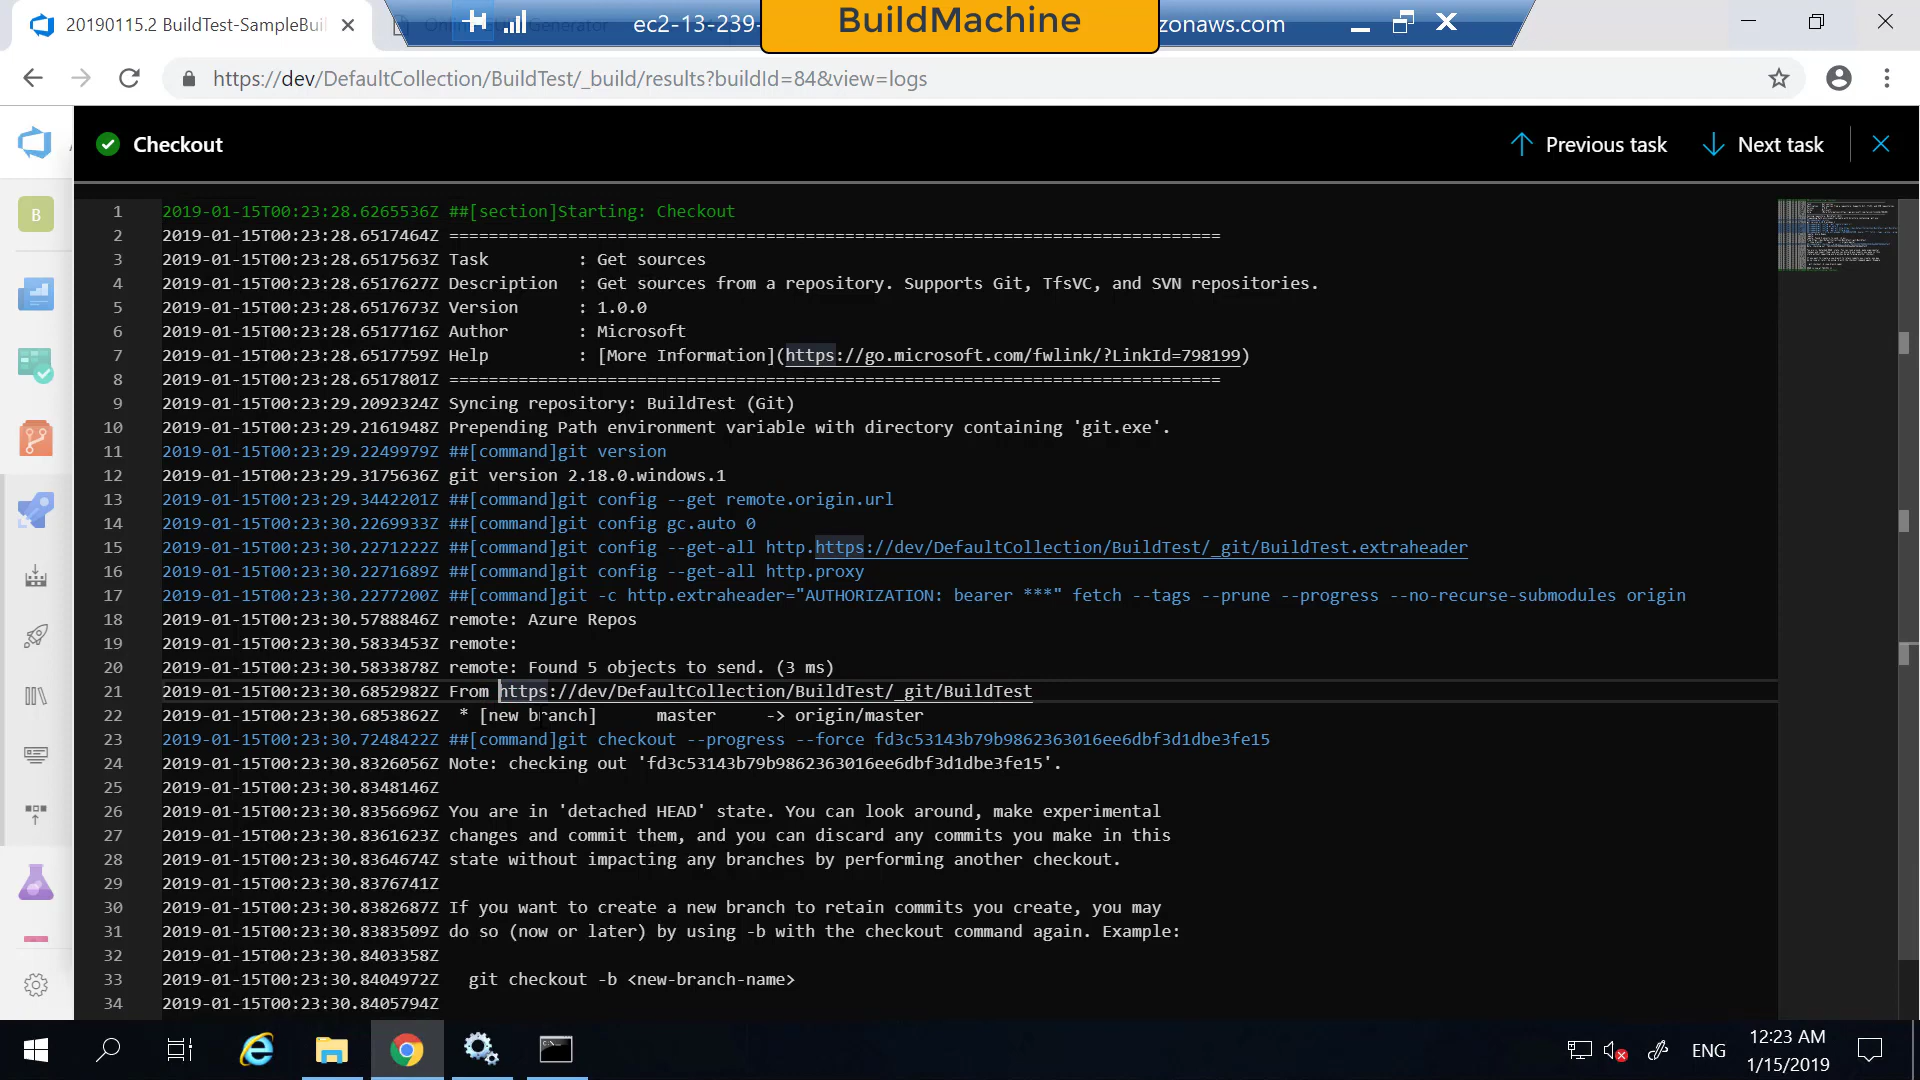 20190115.2 BuildTest-SampleBuil
ec2-13-239-
BuildMachine
zonaws.com
https://dev/DefaultCollection/BuildTest/_build/results?buildId=84&view=logs
Checkout
Previous task
Next task
B
1 2019-01-15T00:23:28.6265536Z ##[section]Starting: Checkout
2 2019-01-15T00:23:28.6517464Z ==============================================================================
3 2019-01-15T00:23:28.6517563Z Task         : Get sources
4 2019-01-15T00:23:28.6517627Z Description  : Get sources from a repository. Supports Git, TfsVC, and SVN repositories.
5 2019-01-15T00:23:28.6517673Z Version      : 1.0.0
6 2019-01-15T00:23:28.6517716Z Author       : Microsoft
7 2019-01-15T00:23:28.6517759Z Help         : [More Information](https://go.microsoft.com/fwlink/?LinkId=798199)
8 2019-01-15T00:23:28.6517801Z ==============================================================================
9 2019-01-15T00:23:29.2092324Z Syncing repository: BuildTest (Git)
10 2019-01-15T00:23:29.2161948Z Prepending Path environment variable with directory containing 'git.exe'.
11 2019-01-15T00:23:29.2249979Z ##[command]git version
12 2019-01-15T00:23:29.3175636Z git version 2.18.0.windows.1
13 2019-01-15T00:23:29.3442201Z ##[command]git config --get remote.origin.url
14 2019-01-15T00:23:30.2269933Z ##[command]git config gc.auto 0
15 2019-01-15T00:23:30.2271222Z ##[command]git config --get-all http.https://dev/DefaultCollection/BuildTest/_git/BuildTest.extraheader
16 2019-01-15T00:23:30.2271689Z ##[command]git config --get-all http.proxy
17 2019-01-15T00:23:30.2277200Z ##[command]git -c http.extraheader="AUTHORIZATION: bearer ***" fetch --tags --prune --progress --no-recurse-submodules origin
18 2019-01-15T00:23:30.5788846Z remote: Azure Repos
19 2019-01-15T00:23:30.5833453Z remote:
20 2019-01-15T00:23:30.5833878Z remote: Found 5 objects to send. (3 ms)
21 2019-01-15T00:23:30.6852982Z From https://dev/DefaultCollection/BuildTest/_git/BuildTest
22 2019-01-15T00:23:30.6853862Z  * [new branch]      master     -> origin/master
23 2019-01-15T00:23:30.7248422Z ##[command]git checkout --progress --force fd3c53143b79b9862363016ee6dbf3d1dbe3fe15
24 2019-01-15T00:23:30.8326056Z Note: checking out 'fd3c53143b79b9862363016ee6dbf3d1dbe3fe15'.
25 2019-01-15T00:23:30.8348146Z
26 2019-01-15T00:23:30.8356696Z You are in 'detached HEAD' state. You can look around, make experimental
27 2019-01-15T00:23:30.8361623Z changes and commit them, and you can discard any commits you make in this
28 2019-01-15T00:23:30.8364674Z state without impacting any branches by performing another checkout.
29 2019-01-15T00:23:30.8376741Z
30 2019-01-15T00:23:30.8382687Z If you want to create a new branch to retain commits you create, you may
31 2019-01-15T00:23:30.8383509Z do so (now or later) by using -b with the checkout command again. Example:
32 2019-01-15T00:23:30.8403358Z
33 2019-01-15T00:23:30.8404972Z   git checkout -b <new-branch-name>
34 2019-01-15T00:23:30.8405794Z
ENG
12:23 AM
1/15/2019